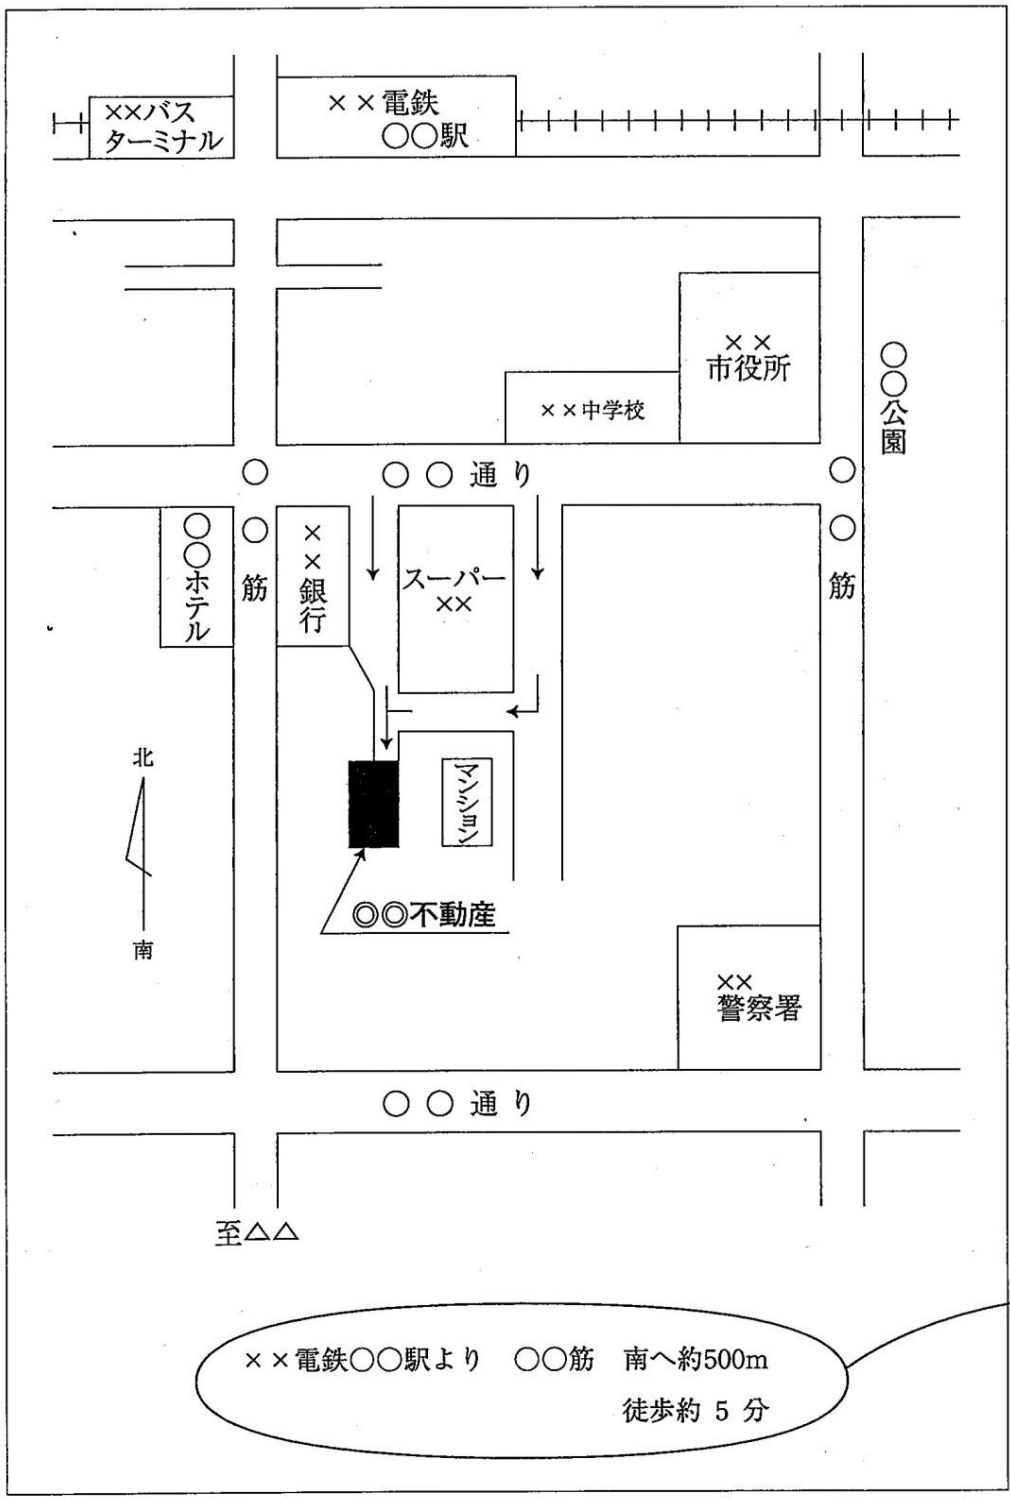 ××バス
ターミナル
××電鉄
○○駅
××
市役所
××中学校
○○公園
○○通り
○○筋
○○筋
○○ホテル
××銀行
スーパー
××
マンション
北
南
◎◎不動産
××
警察署
○○通り
至△△
××電鉄○○駅より ○○筋 南へ約500m
徒歩約 5 分